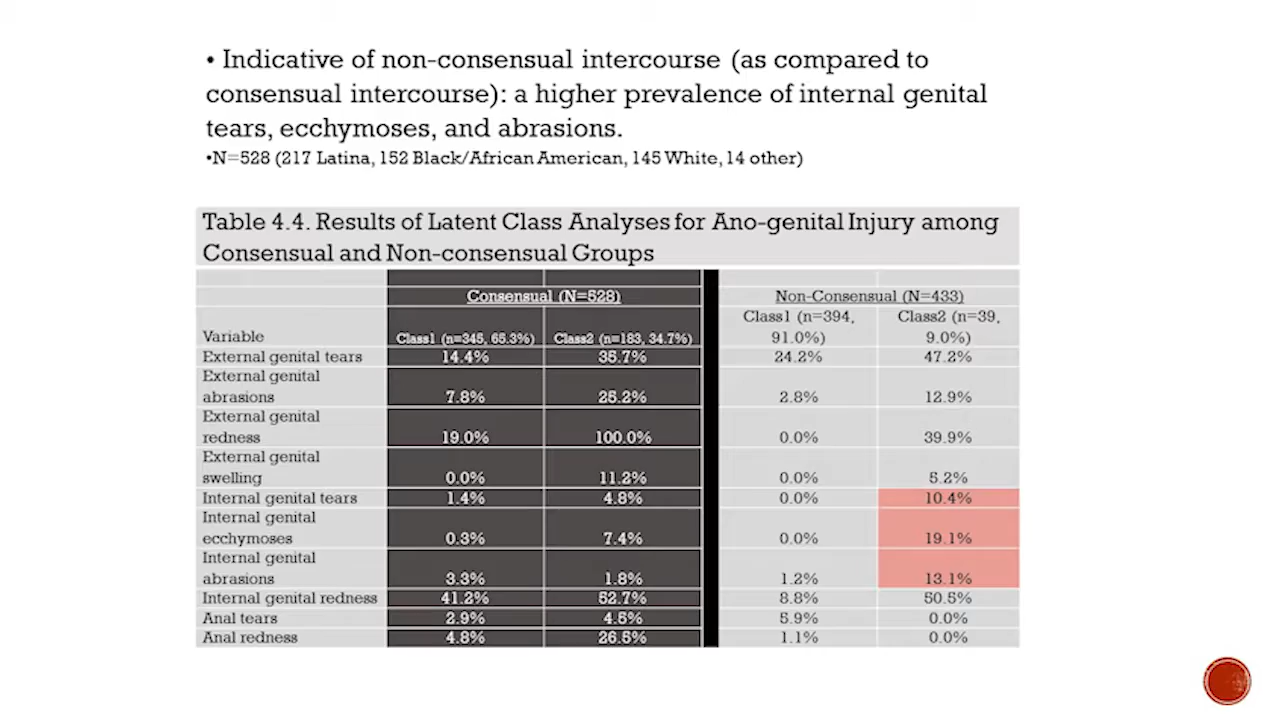 • Indicative of non-consensual intercourse (as compared to
consensual intercourse): a higher prevalence of internal genital
tears, ecchymoses, and abrasions.
•N=528 (217 Latina, 152 Black/African American, 145 White, 14 other)
Table 4.4. Results of Latent Class Analyses for Ano-genital Injury among
Consensual and Non-consensual Groups
Consensual (N=528) Non-Consensual (N=433)
Variable Class1 (n=345, 65.3%) Class2 (n=183, 34.7%) Class1 (n=394, 91.0%) Class2 (n=39, 9.0%)
External genital tears 14.4% 35.7% 24.2% 47.2%
External genital abrasions 7.8% 25.2% 2.8% 12.9%
External genital redness 19.0% 100.0% 0.0% 39.9%
External genital swelling 0.0% 11.2% 0.0% 5.2%
Internal genital tears 1.4% 4.8% 0.0% 10.4%
Internal genital ecchymoses 0.3% 7.4% 0.0% 19.1%
Internal genital abrasions 3.3% 1.8% 1.2% 13.1%
Internal genital redness 41.2% 52.7% 8.8% 50.5%
Anal tears 2.9% 4.5% 5.9% 0.0%
Anal redness 4.8% 26.5% 1.1% 0.0%